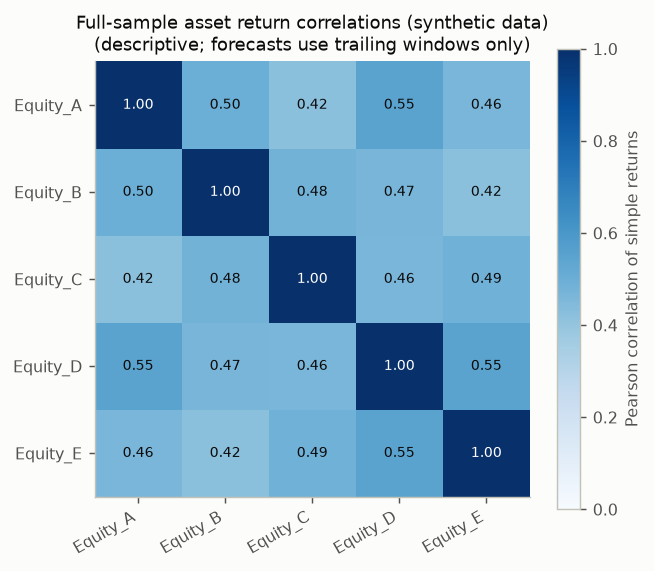 Full-sample asset return correlations (synthetic data)
(descriptive; forecasts use trailing windows only)
Equity_A 1.00 0.50 0.42 0.55 0.46
Equity_B 0.50 1.00 0.48 0.47 0.42
Equity_C 0.42 0.48 1.00 0.46 0.49
Equity_D 0.55 0.47 0.46 1.00 0.55
Equity_E 0.46 0.42 0.49 0.55 1.00
Equity_A Equity_B Equity_C Equity_D Equity_E
1.0
0.8
0.6
0.4
0.2
0.0
Pearson correlation of simple returns